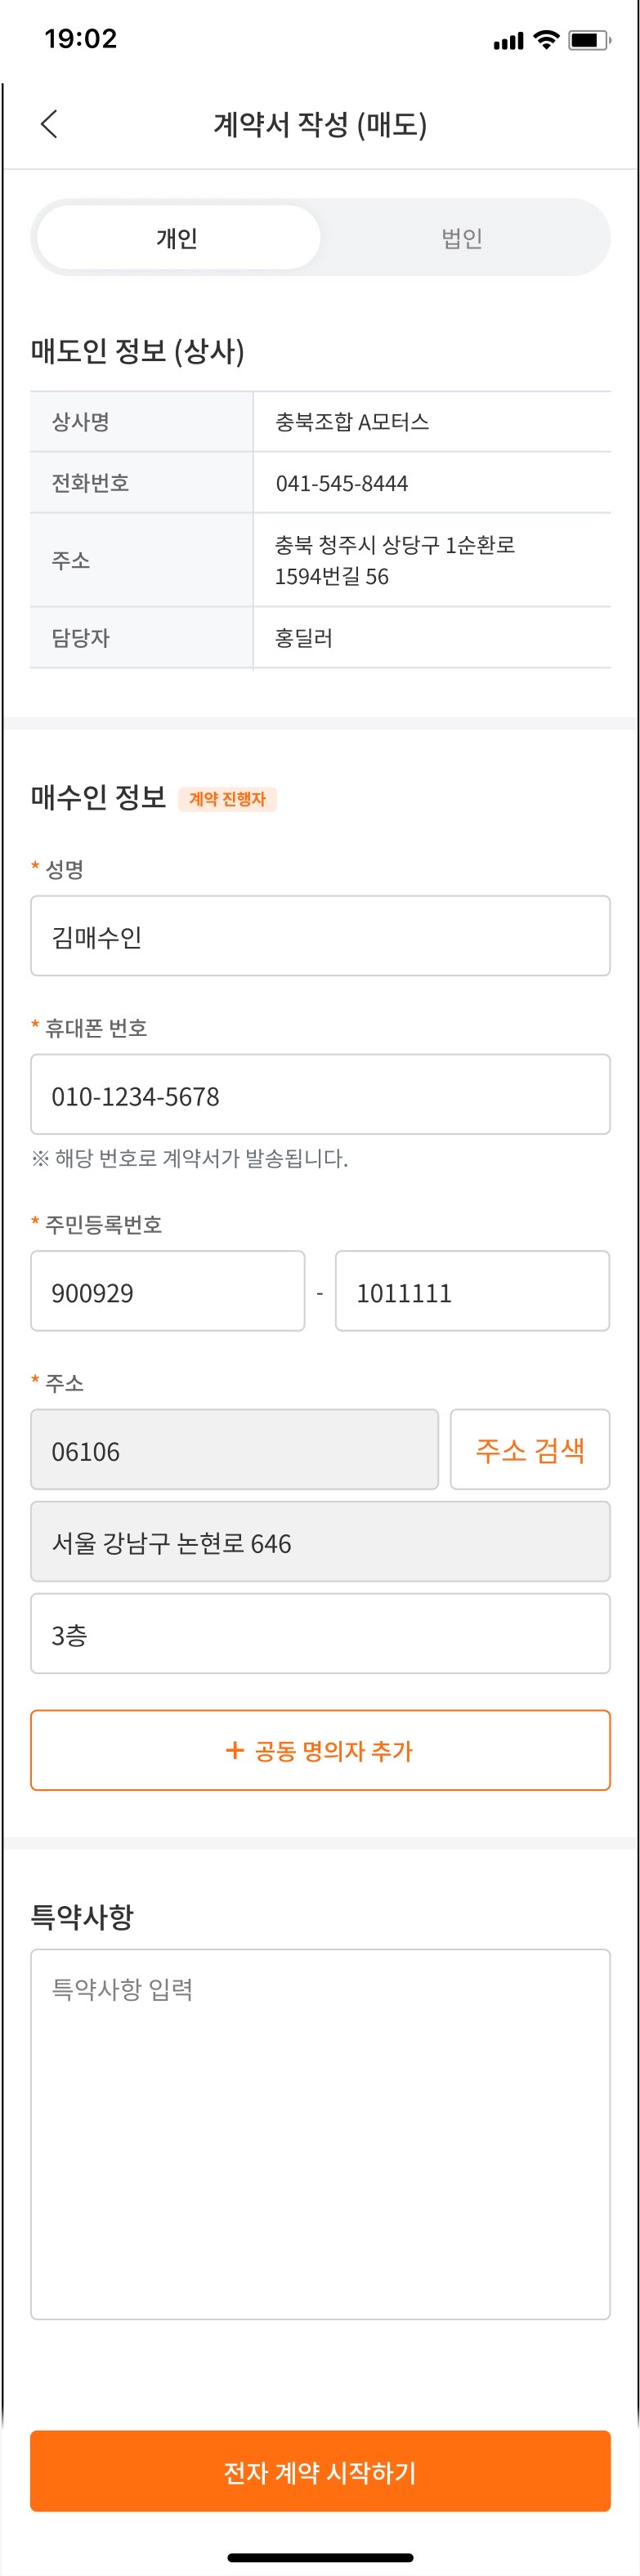 19:02
계약서 작성 (매도)
개인
법인
매도인 정보 (상사)
상사명
충북조합 A모터스
전화번호
041-545-8444
주소
충북 청주시 상당구 1순환로
1594번길 56
담당자
홍딜러
매수인 정보 계약 진행자
* 성명
김매수인
* 휴대폰 번호
010-1234-5678
※ 해당 번호로 계약서가 발송됩니다.
* 주민등록번호
900929 - 1011111
* 주소
06106
주소 검색
서울 강남구 논현로 646
3층
+ 공동 명의자 추가
특약사항
특약사항 입력
전자 계약 시작하기